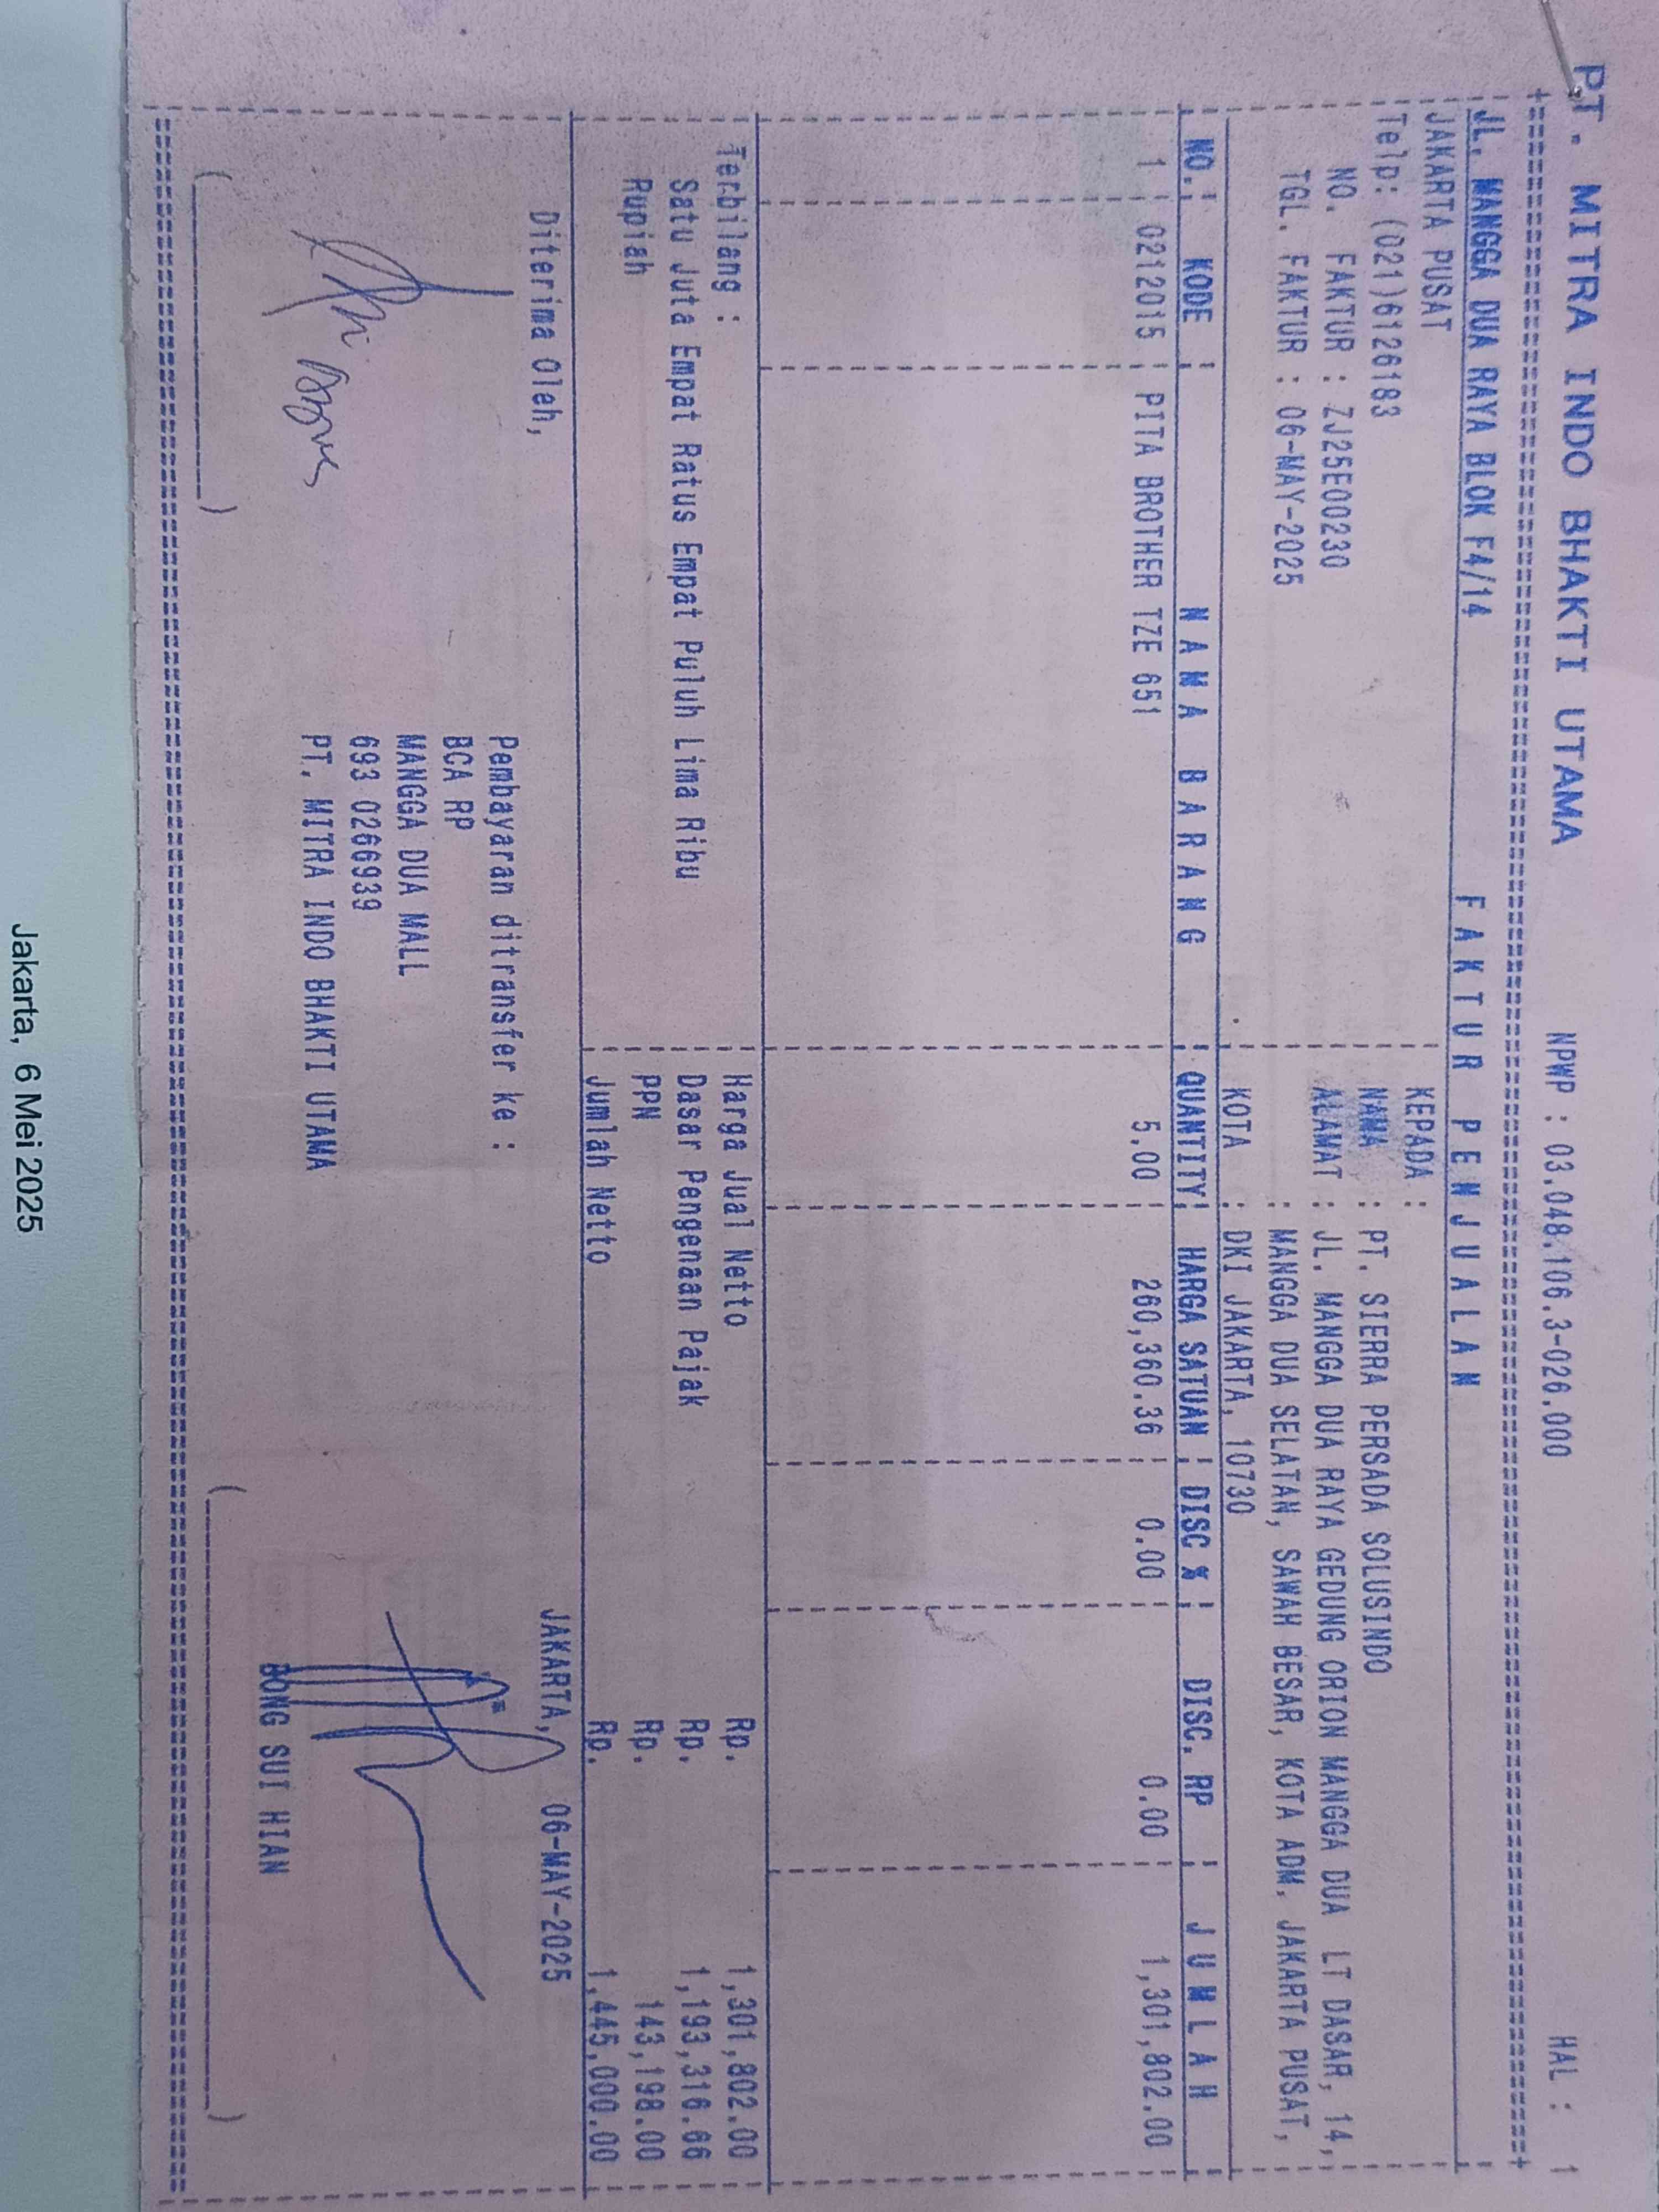 PT. MITRA INDO BHAKTI UTAMA NPWP : 03.048.106.3-026.000 HAL : 1
JL. MANGGA DUA RAYA BLOK F4/14 F A K T U R P E N J U A L A N
JAKARTA PUSAT KEPADA :
Telp: (021)6126183 NAMA : PT. SIERRA PERSADA SOLUSINDO
NO. FAKTUR : ZJ25E00230 ALAMAT : JL. MANGGA DUA RAYA GEDUNG ORION MANGGA DUA LT DASAR, 14,
TGL. FAKTUR : 06-MAY-2025 : MANGGA DUA SELATAN, SAWAH BESAR, KOTA ADM. JAKARTA PUSAT,
KOTA : DKI JAKARTA, 10730
NO. KODE N A M A B A R A N G QUANTITY HARGA SATUAN DISC % DISC. RP J U M L A H
1 0212015 PITA BROTHER TZE 651 5.00 260,360.36 0.00 0.00 1,301,802.00
Terbilang : Harga Jual Netto Rp. 1,301,802.00
Satu Juta Empat Ratus Empat Puluh Lima Ribu Dasar Pengenaan Pajak Rp. 1,193,316.66
Rupiah PPN Rp. 143,198.00
Jumlah Netto Rp. 1,445,000.00
Diterima Oleh, JAKARTA, 06-MAY-2025
Pembayaran ditransfer ke :
BCA RP
MANGGA DUA MALL
693 0266939
PT. MITRA INDO BHAKTI UTAMA
BONG SUI HIAN
Jakarta, 6 Mei 2025